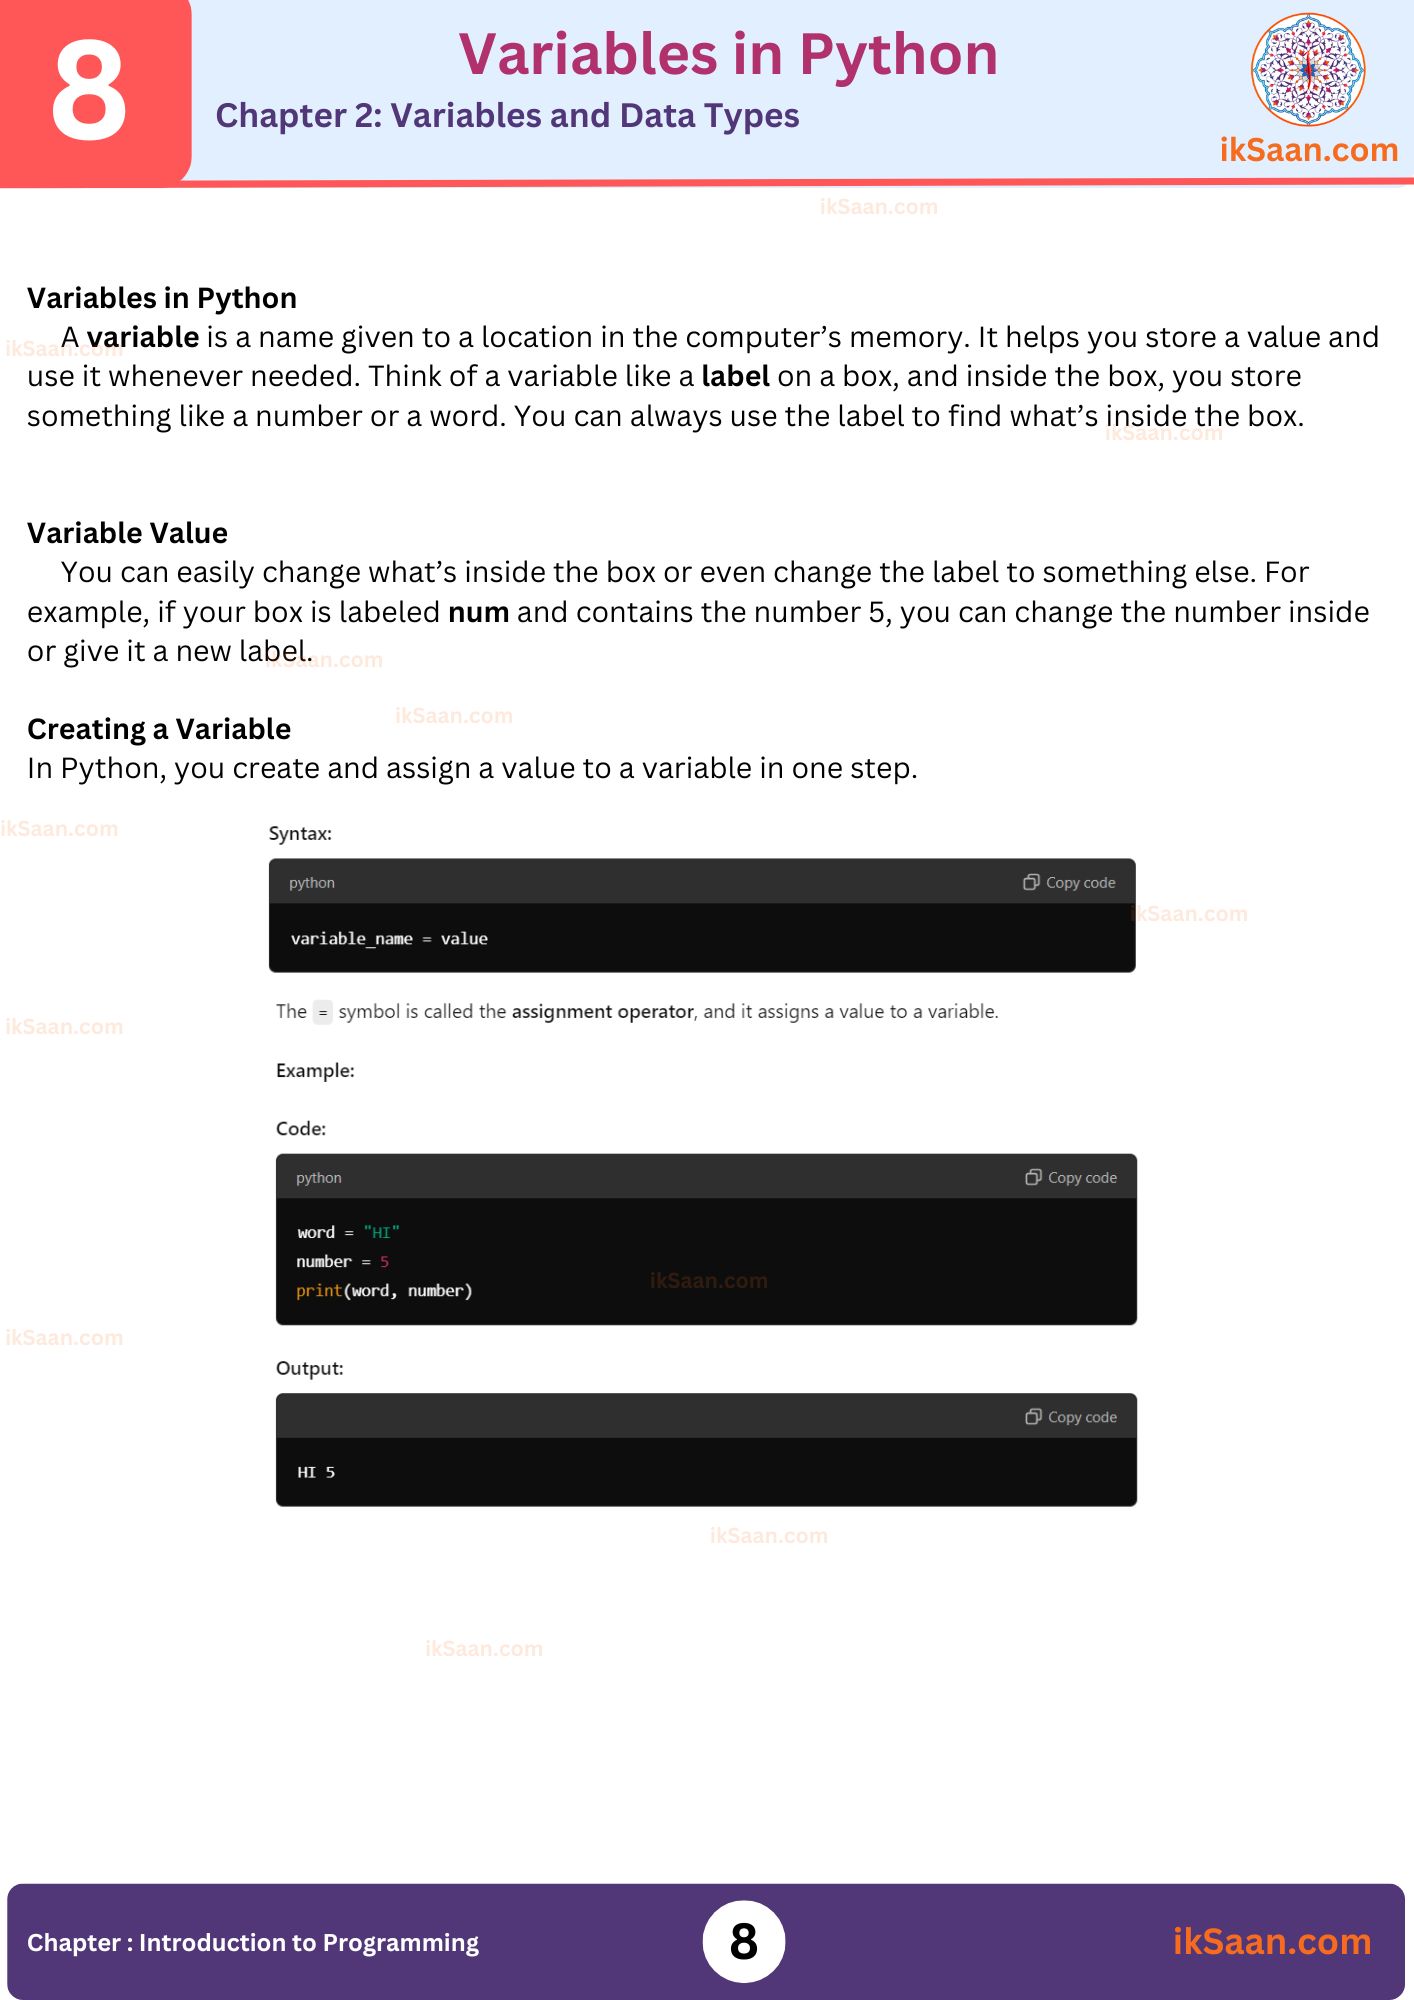 8
Variables in Python
Chapter 2: Variables and Data Types
ikSaan.com
ikSaan.com
Variables in Python
A variable is a name given to a location in the computer’s memory. It helps you store a value and
ikSaan.com
use it whenever needed. Think of a variable like a label on a box, and inside the box, you store
something like a number or a word. You can always use the label to find what’s inside the box.
ikSaan.com
Variable Value
You can easily change what’s inside the box or even change the label to something else. For
example, if your box is labeled num and contains the number 5, you can change the number inside
or give it a new label.
ikSaan.com
ikSaan.com
Creating a Variable
In Python, you create and assign a value to a variable in one step.
ikSaan.com
Syntax:
python Copy code
ikSaan.com
variable_name = value
The = symbol is called the assignment operator, and it assigns a value to a variable.
ikSaan.com
Example:
Code:
python Copy code
word = "HI"
number = 5
ikSaan.com
print(word, number)
ikSaan.com
Output:
Copy code
HI 5
ikSaan.com
ikSaan.com
Chapter : Introduction to Programming
8
ikSaan.com